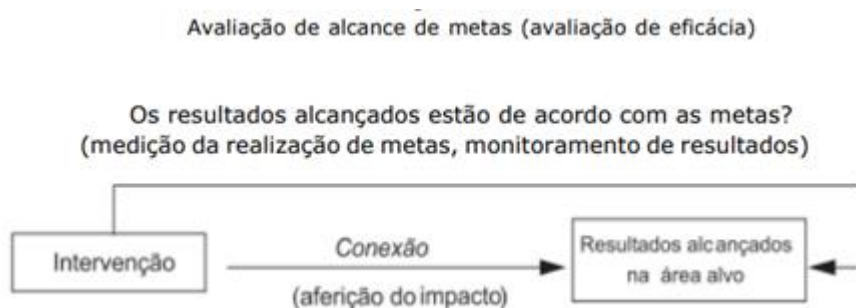 Avaliação de alcance de metas (avaliação de eficácia)
Os resultados alcançados estão de acordo com as metas?
(medição da realização de metas, monitoramento de resultados)
Intervenção
Conexão
(aferição do impacto)
Resultados alcançados
na área alvo